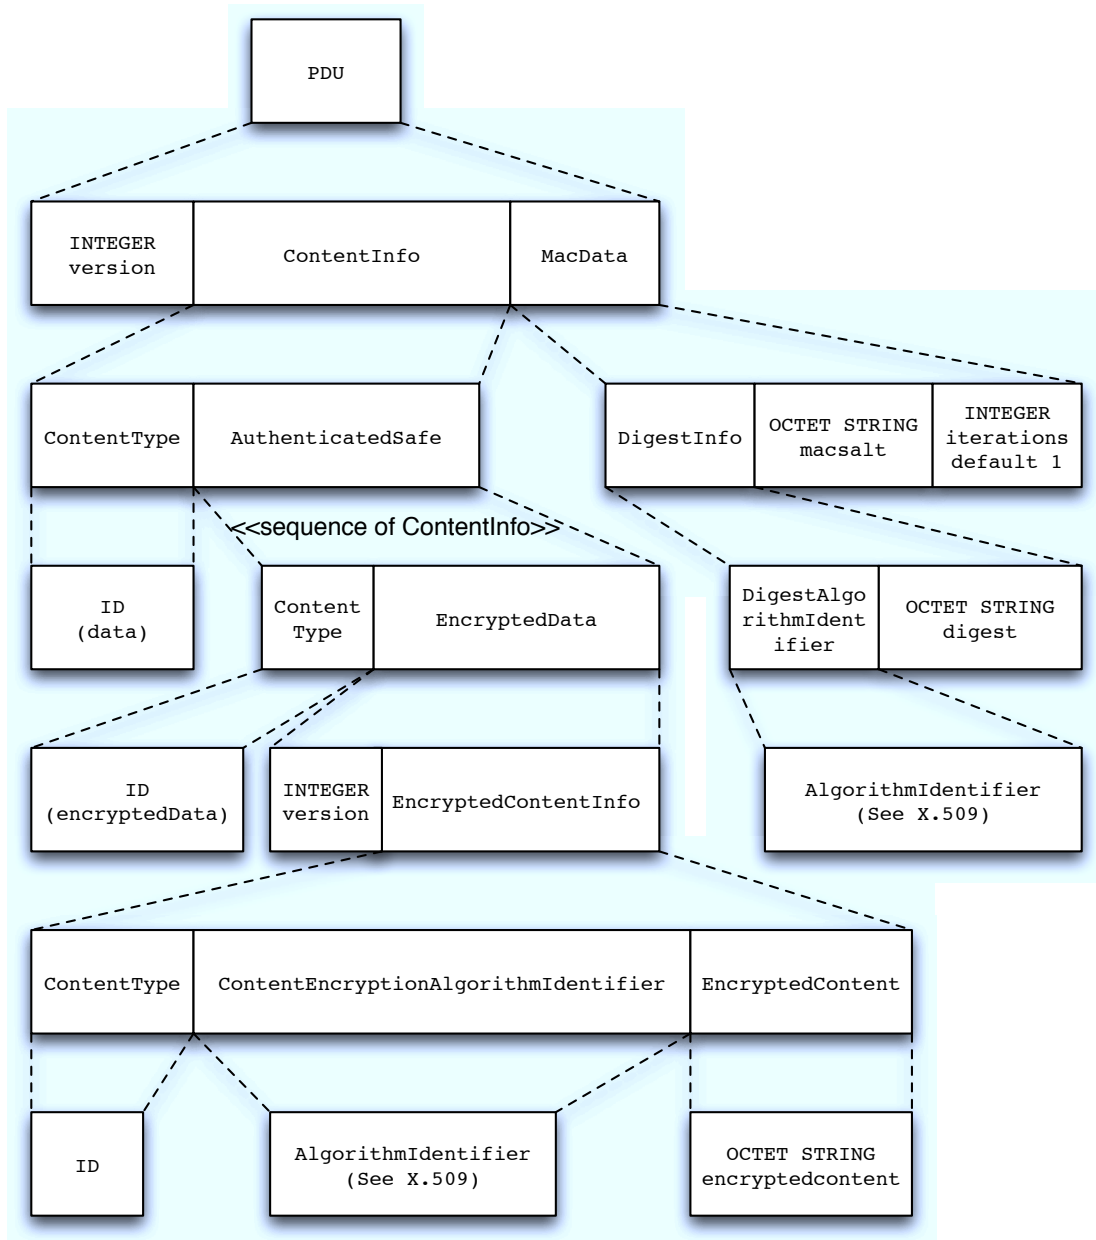 PDU
INTEGER
version
ContentInfo
MacData
ContentType
AuthenticatedSafe
DigestInfo
OCTET STRING
macsalt
INTEGER
iterations
default 1
<<sequence of ContentInfo>>
ID
(data)
Content
Type
EncryptedData
DigestAlgo
rithmIdent
ifier
OCTET STRING
digest
ID
(encryptedData)
INTEGER
version
EncryptedContentInfo
AlgorithmIdentifier
(See X.509)
ContentType
ContentEncryptionAlgorithmIdentifier
EncryptedContent
ID
AlgorithmIdentifier
(See X.509)
OCTET STRING
encryptedcontent